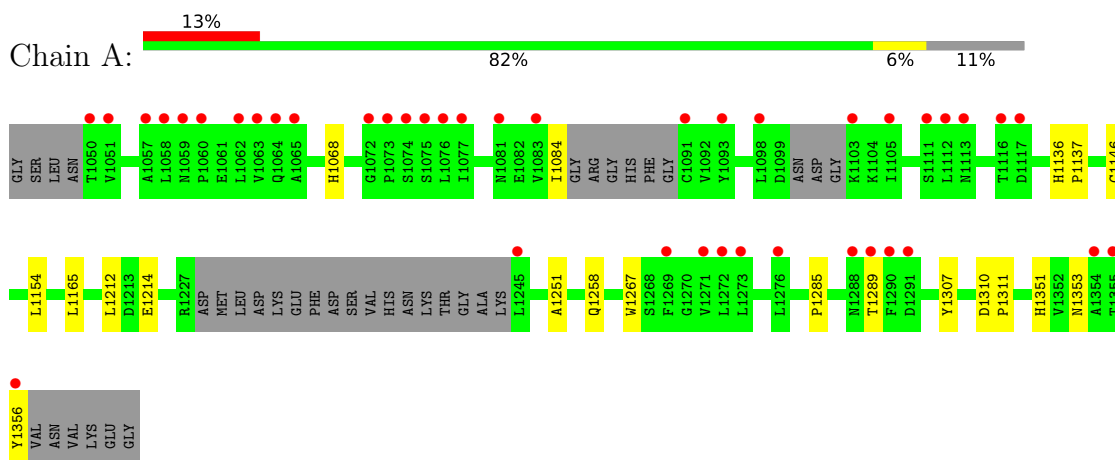 13%
Chain A:
82% 6% 11%
GLY SER LEU ASN T1050 V1051 A1057 L1058 N1059 P1060 E1061 L1062 V1063 Q1064 A1065 H1068 G1072 P1073 S1074 S1075 L1076 I1077 N1081 E1082 V1083 I1084 GLY ARG GLY HIS PHE GLY C1091 V1092 Y1093 L1098 D1099 ASN ASP GLY K1103 K1104 I1105 S1111 L1112 N1113 T1116 D1117 H1136 P1137
L1154 L1165 L1212 D1213 E1214 R1227 ASP MET LEU ASP LYS GLU PHE ASP SER VAL HIS ASN LYS THR GLY ALA LYS L1245 A1251 Q1258 W1267 S1268 F1269 G1270 V1271 L1272 L1273 L1276 P1285 N1288 T1289 F1290 D1291 Y1307 D1310 P1311 H1351 V1352 N1353 A1354 T1355
Y1356 VAL ASN VAL LYS GLU GLY